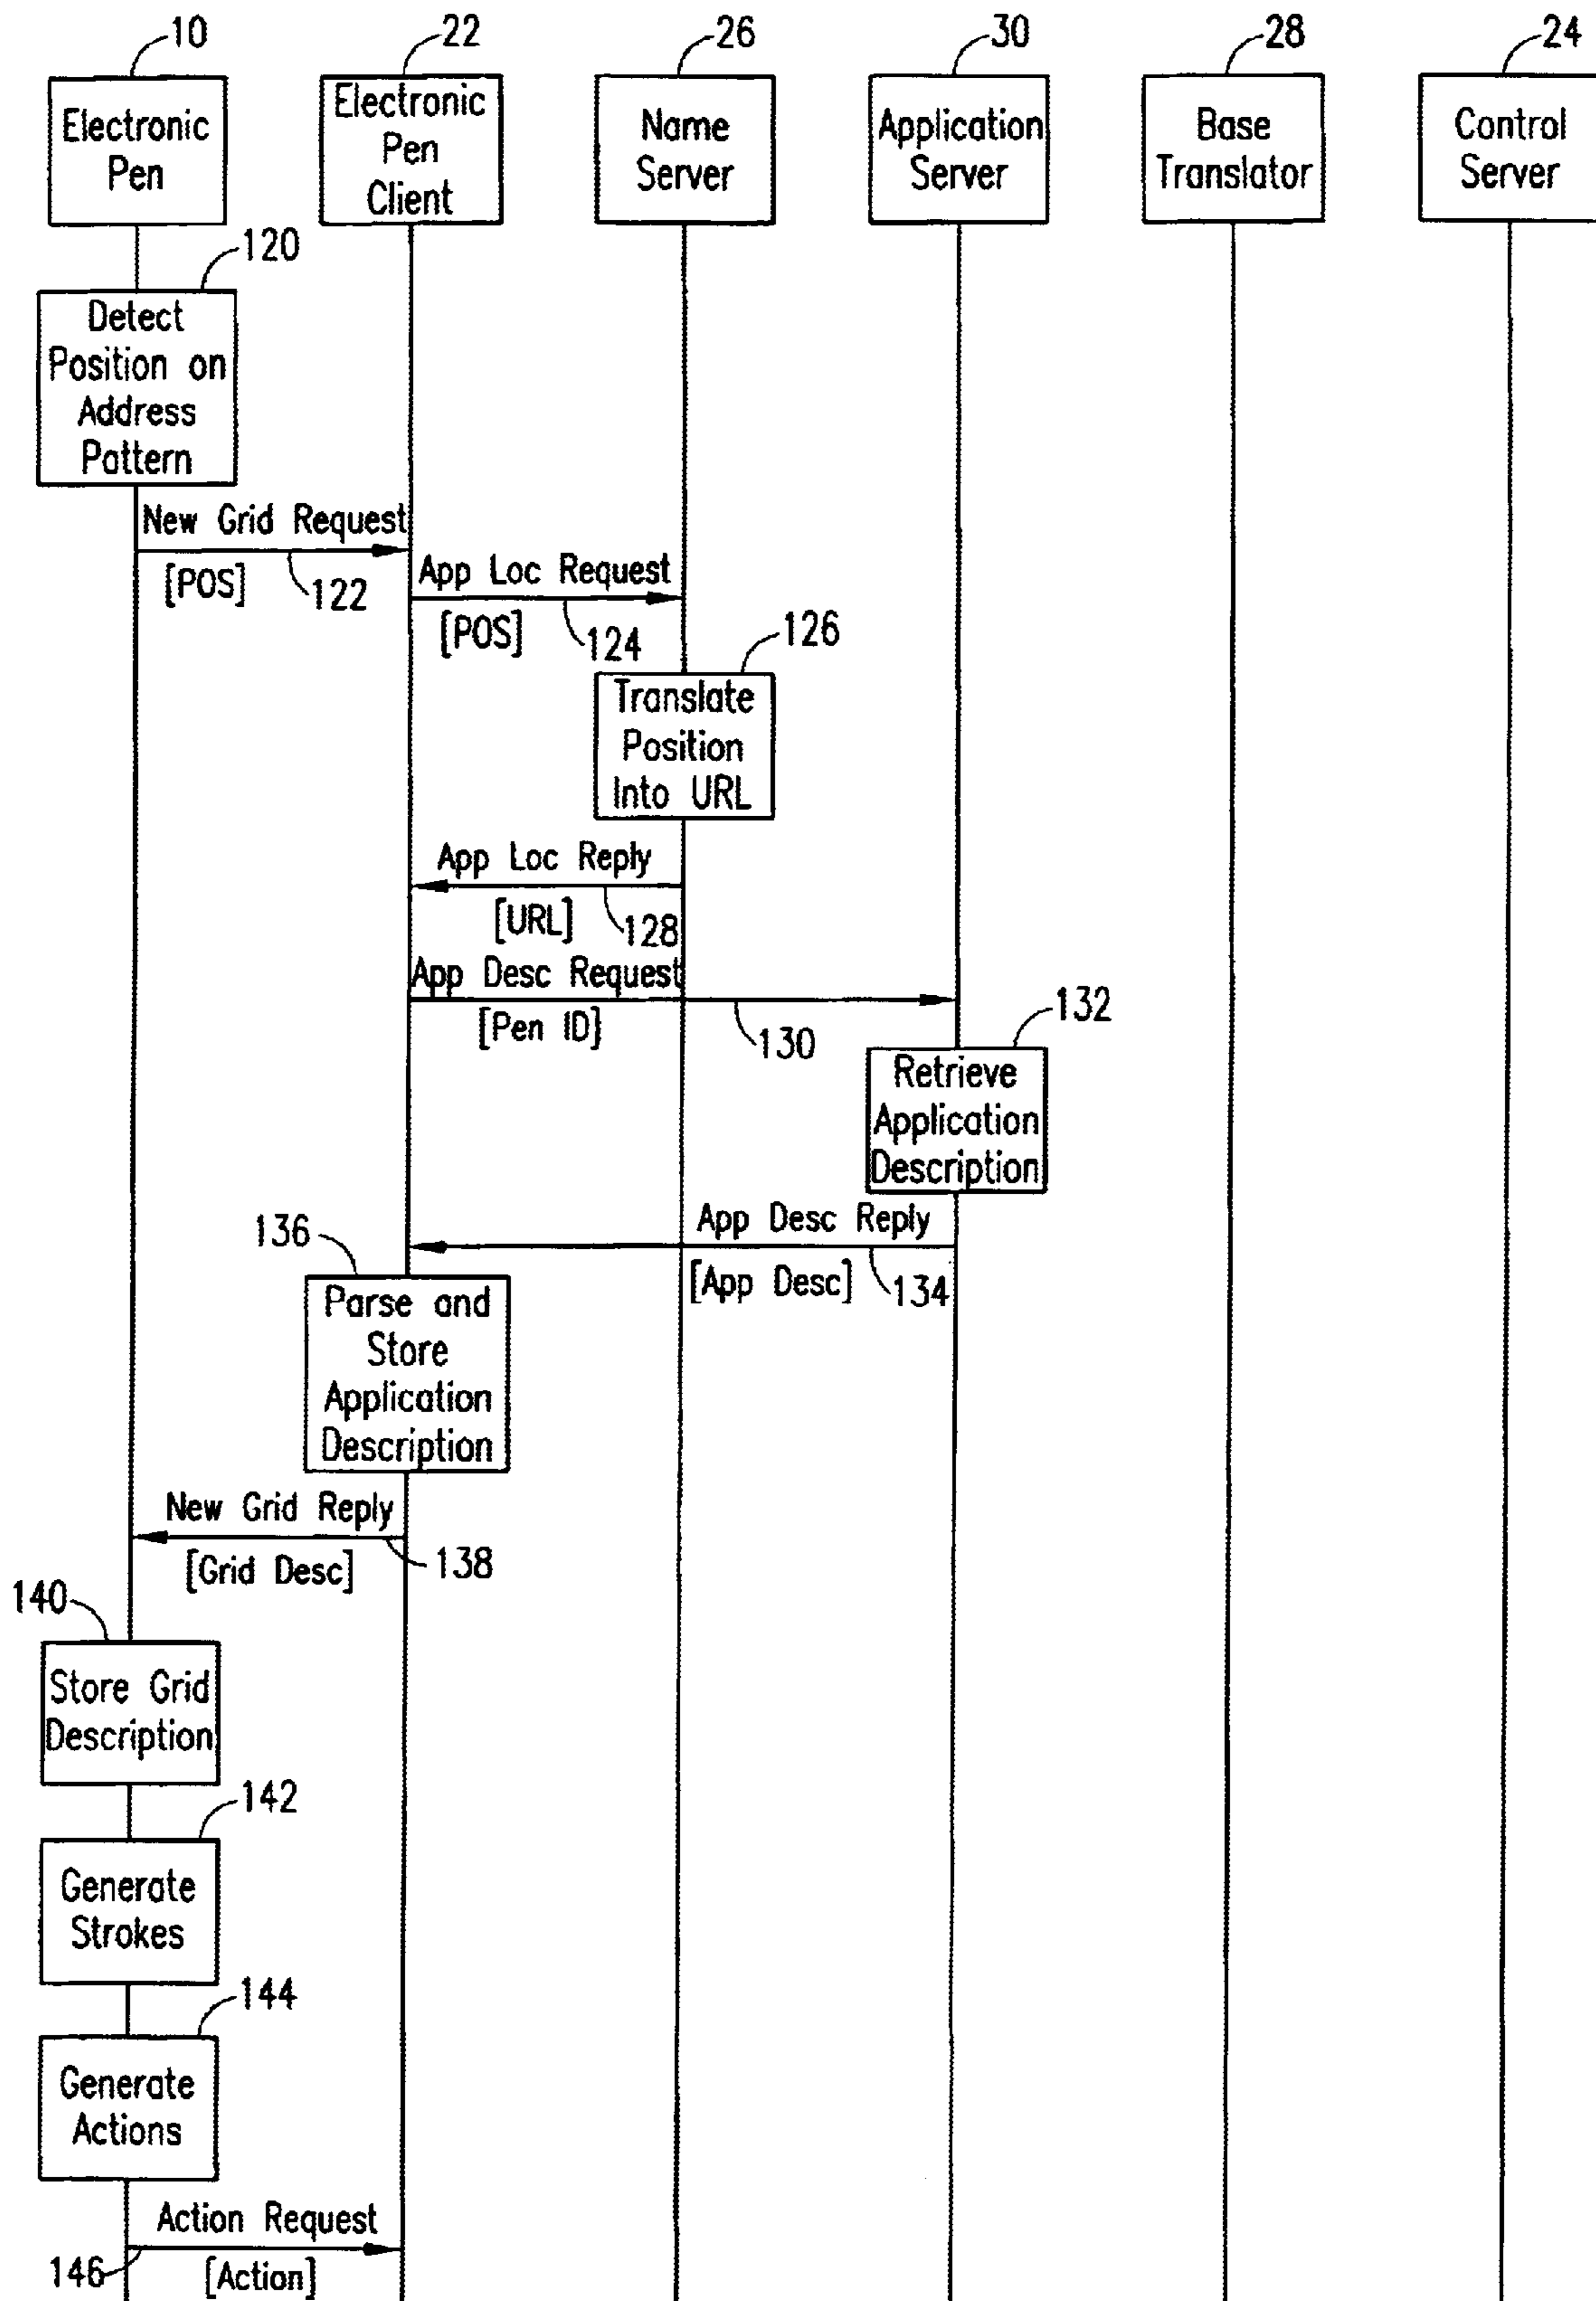 10
22
26
30
28
24
Electronic
Pen
Electronic
Pen
Client
Name
Server
Application
Server
Base
Translator
Control
Server
120
Detect
Position on
Address
Pattern
New Grid Request
[POS]
122
App Loc Request
[POS]
124
126
Translate
Position
Into URL
App Loc Reply
[URL]
128
App Desc Request
[Pen ID]
130
132
Retrieve
Application
Description
App Desc Reply
[App Desc]
134
136
Parse and
Store
Application
Description
New Grid Reply
[Grid Desc]
138
140
Store Grid
Description
142
Generate
Strokes
144
Generate
Actions
Action Request
146
[Action]